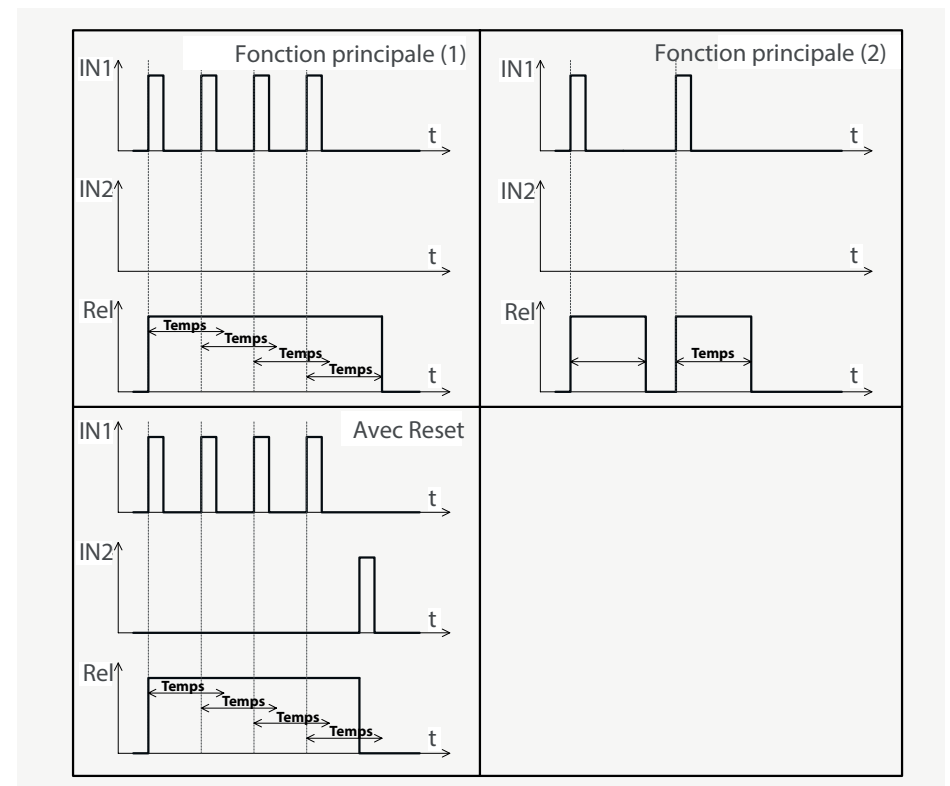 Fonction principale (1)
IN1
t
IN2
t
Rel
Temps
Temps
Temps
Temps
t
Fonction principale (2)
IN1
t
IN2
t
Rel
Temps
t
Avec Reset
IN1
t
IN2
t
Rel
Temps
Temps
Temps
Temps
t